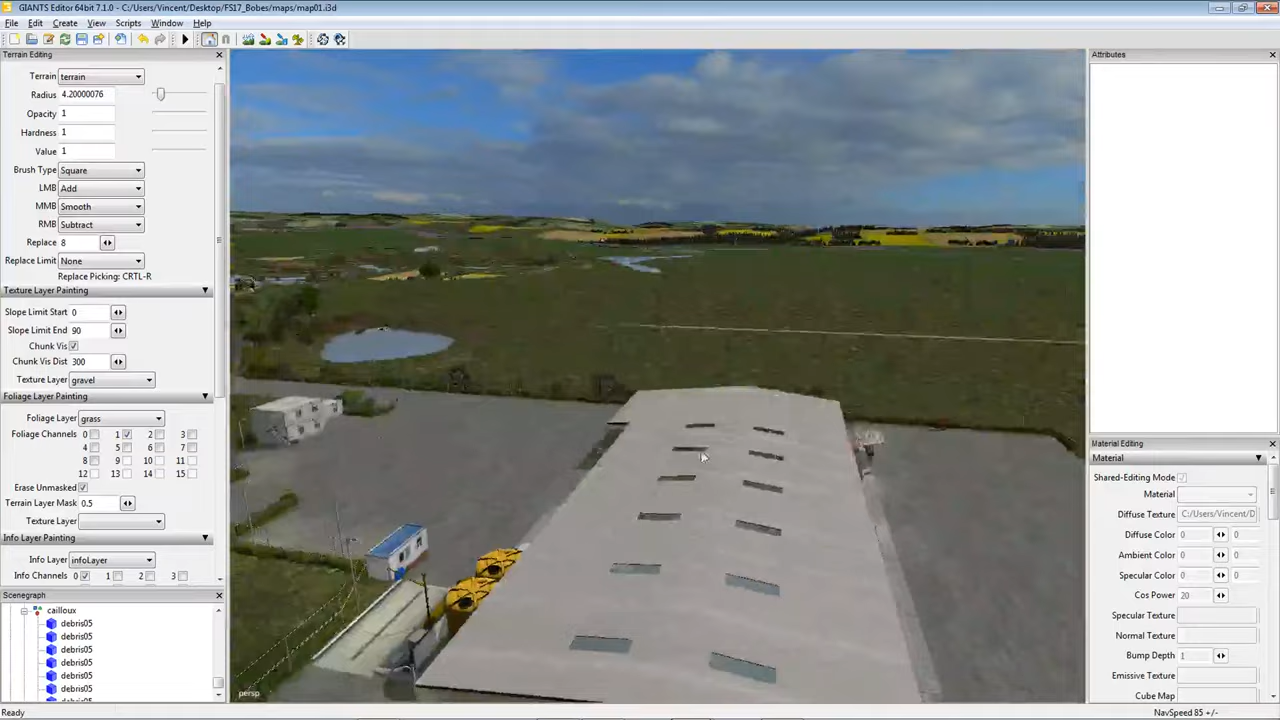 GIANTS Editor 64bit 7.1.0 - C:/Users/Vincent/Desktop/FS17_Bobes/maps/map01.i3d
File Edit Create View Scripts Window Help
Terrain Editing
Terrain terrain
Radius 4.20000076
Opacity 1
Hardness 1
Value 1
Brush Type Square
LMB Add
MMB Smooth
RMB Subtract
Replace 8
Replace Limit None
Replace Picking: CRTL-R
Texture Layer Painting
Slope Limit Start 0
Slope Limit End 90
Chunk Vis
Chunk Vis Dist 300
Texture Layer gravel
Foliage Layer Painting
Foliage Layer grass
Foliage Channels 0 1 2 3
4 5 6 7
8 9 10 11
12 13 14 15
Erase Unmasked
Terrain Layer Mask 0.5
Texture Layer
Info Layer Painting
Info Layer infoLayer
Info Channels 0 1 2 3
Scenegraph
cailloux
debris05
debris05
debris05
debris05
debris05
debris05
persp
Attributes
Material Editing
Material
Shared-Editing Mode
Material
Diffuse Texture C:/Users/Vincent/D
Diffuse Color 0 0
Ambient Color 0 0
Specular Color 0 0
Cos Power 20
Specular Texture
Normal Texture
Bump Depth 1
Emissive Texture
Cube Map
Ready
NavSpeed 85 +/-